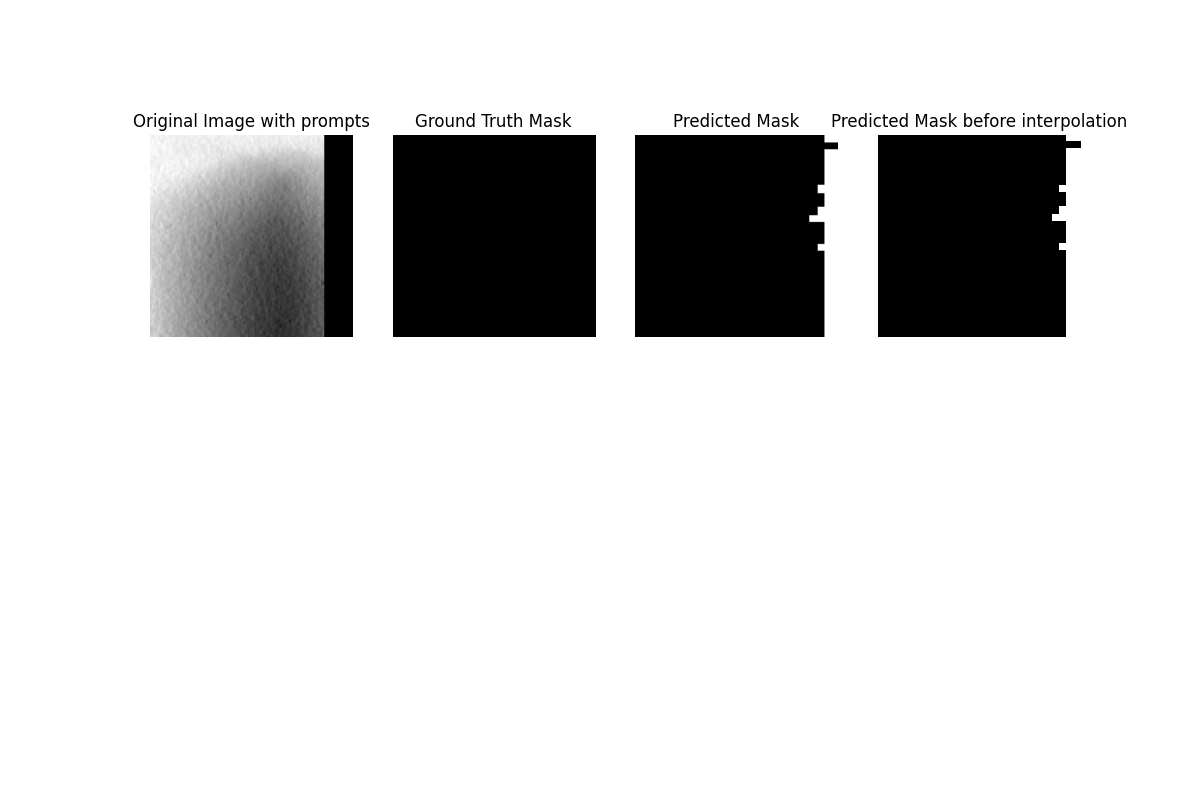 Original Image with prompts
Ground Truth Mask
Predicted Mask
Predicted Mask before interpolation